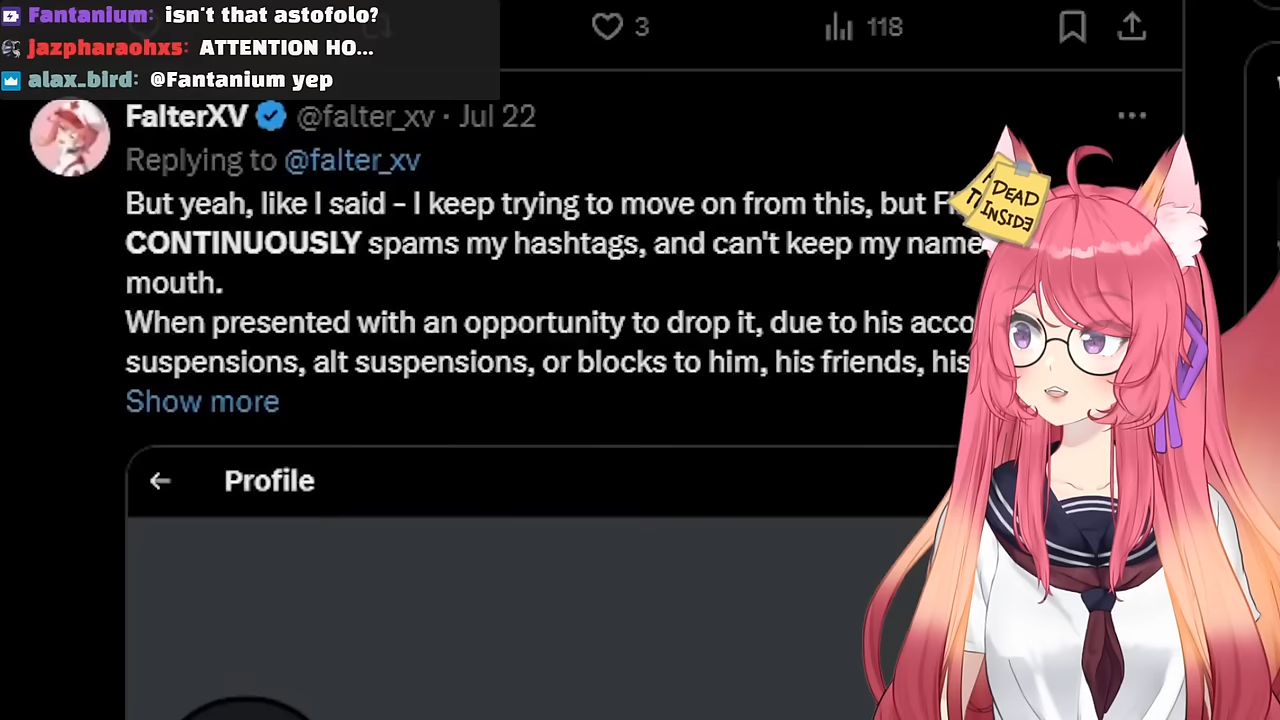 Fantanium: isn't that astofolo?
jazpharaohxs: ATTENTION HO...
alax_bird: @Fantanium yep
3
118
FalterXV @falter_xv · Jul 22
Replying to @falter_xv
But yeah, like I said - I keep trying to move on from this, but
CONTINUOUSLY spams my hashtags, and can't keep my name
mouth.
When presented with an opportunity to drop it, due to his
suspensions, alt suspensions, or blocks to him, his friends, his
Show more
Profile
DEAD
INSIDE